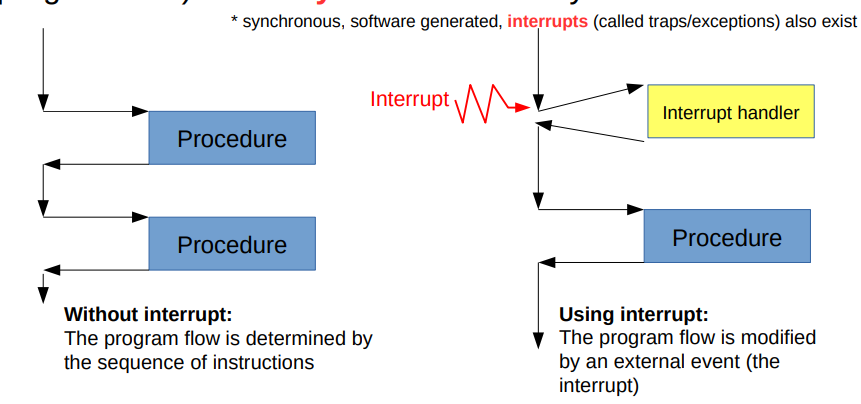 * synchronous, software generated, interrupts (called traps/exceptions) also exist
Interrupt
Interrupt handler
Procedure
Procedure
Procedure
Without interrupt:
The program flow is determined by
the sequence of instructions
Using interrupt:
The program flow is modified
by an external event (the
interrupt)